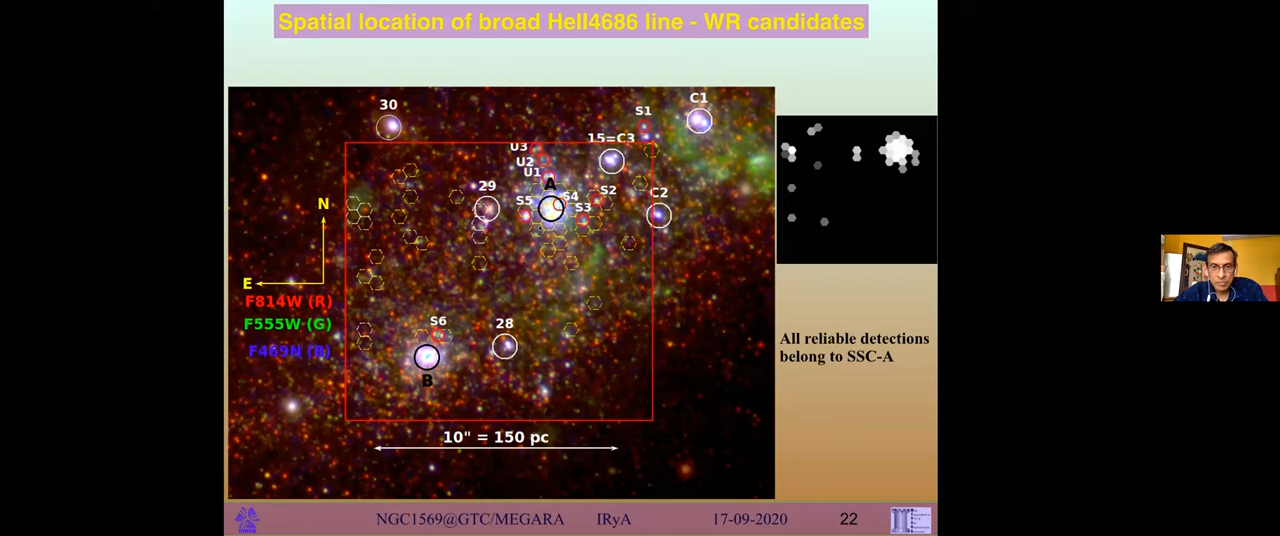 Spatial location of broad HeII4686 line - WR candidates
30
C1
S1
15=C3
U3
U2
U1
A
29
S4
S2
C2
S5
S3
N
E
F814W (R)
F555W (G)
F469N (B)
S6
28
B
10" = 150 pc
All reliable detections
belong to SSC-A
NGC1569@GTC/MEGARA IRyA 17-09-2020 22